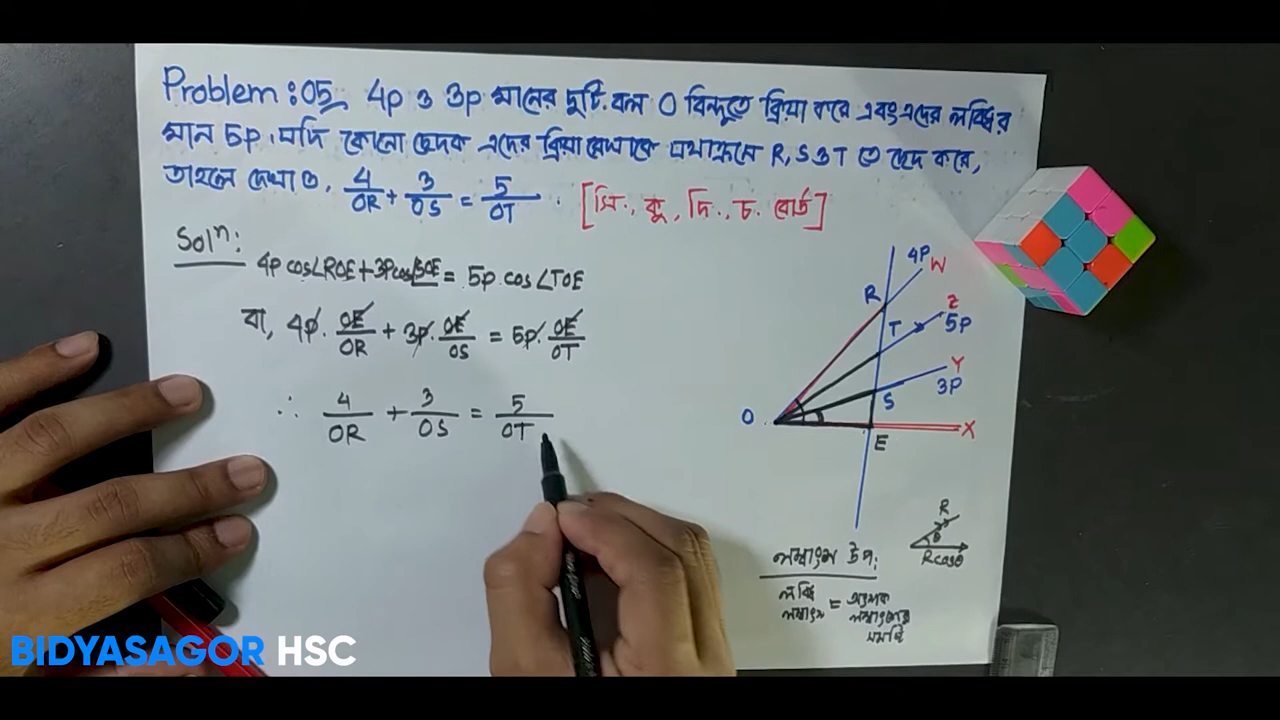 Problem : 05 4p ও 3p মানের দুটি বল O বিন্দুতে ক্রিয়া করে এবং এদের লব্ধির
মান 5p. যদি কোনো ছেদক এদের ক্রিয়ারেখাকে যথাক্রমে R, S ও T তে ছেদ করে,
তাহলে দেখাও, 4/OR + 3/OS = 5/OT . [সি., কু, দি., চ. বোর্ড]
Solⁿ:
4p cos∠ROE + 3p cos∠SOE = 5p cos∠TOE
বা, 4p. OE/OR + 3p. OE/OS = 5p. OE/OT
∴ 4/OR + 3/OS = 5/OT
4P W
R
Z
T 5P
Y
3P
S
O
X
E
R
θ
Rcosθ
লম্বাংশ উপ:
লব্ধি লম্বাংশ = অংশক লম্বাংশের সমষ্টি
BIDYASAGOR HSC